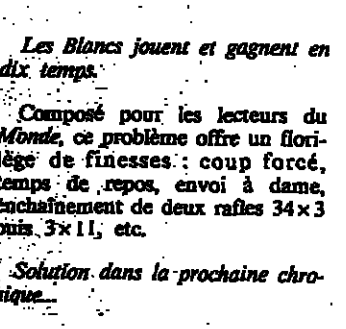 Les Blancs jouent et gagnent en
dix temps.
Composé pour les lecteurs du
Monde, ce problème offre un flori-
lège de finesses : coup forcé,
temps de repos, envoi à dame,
enchaînement de deux rafles 34×3
puis 3×11, etc.
Solution dans la prochaine chro-
nique...